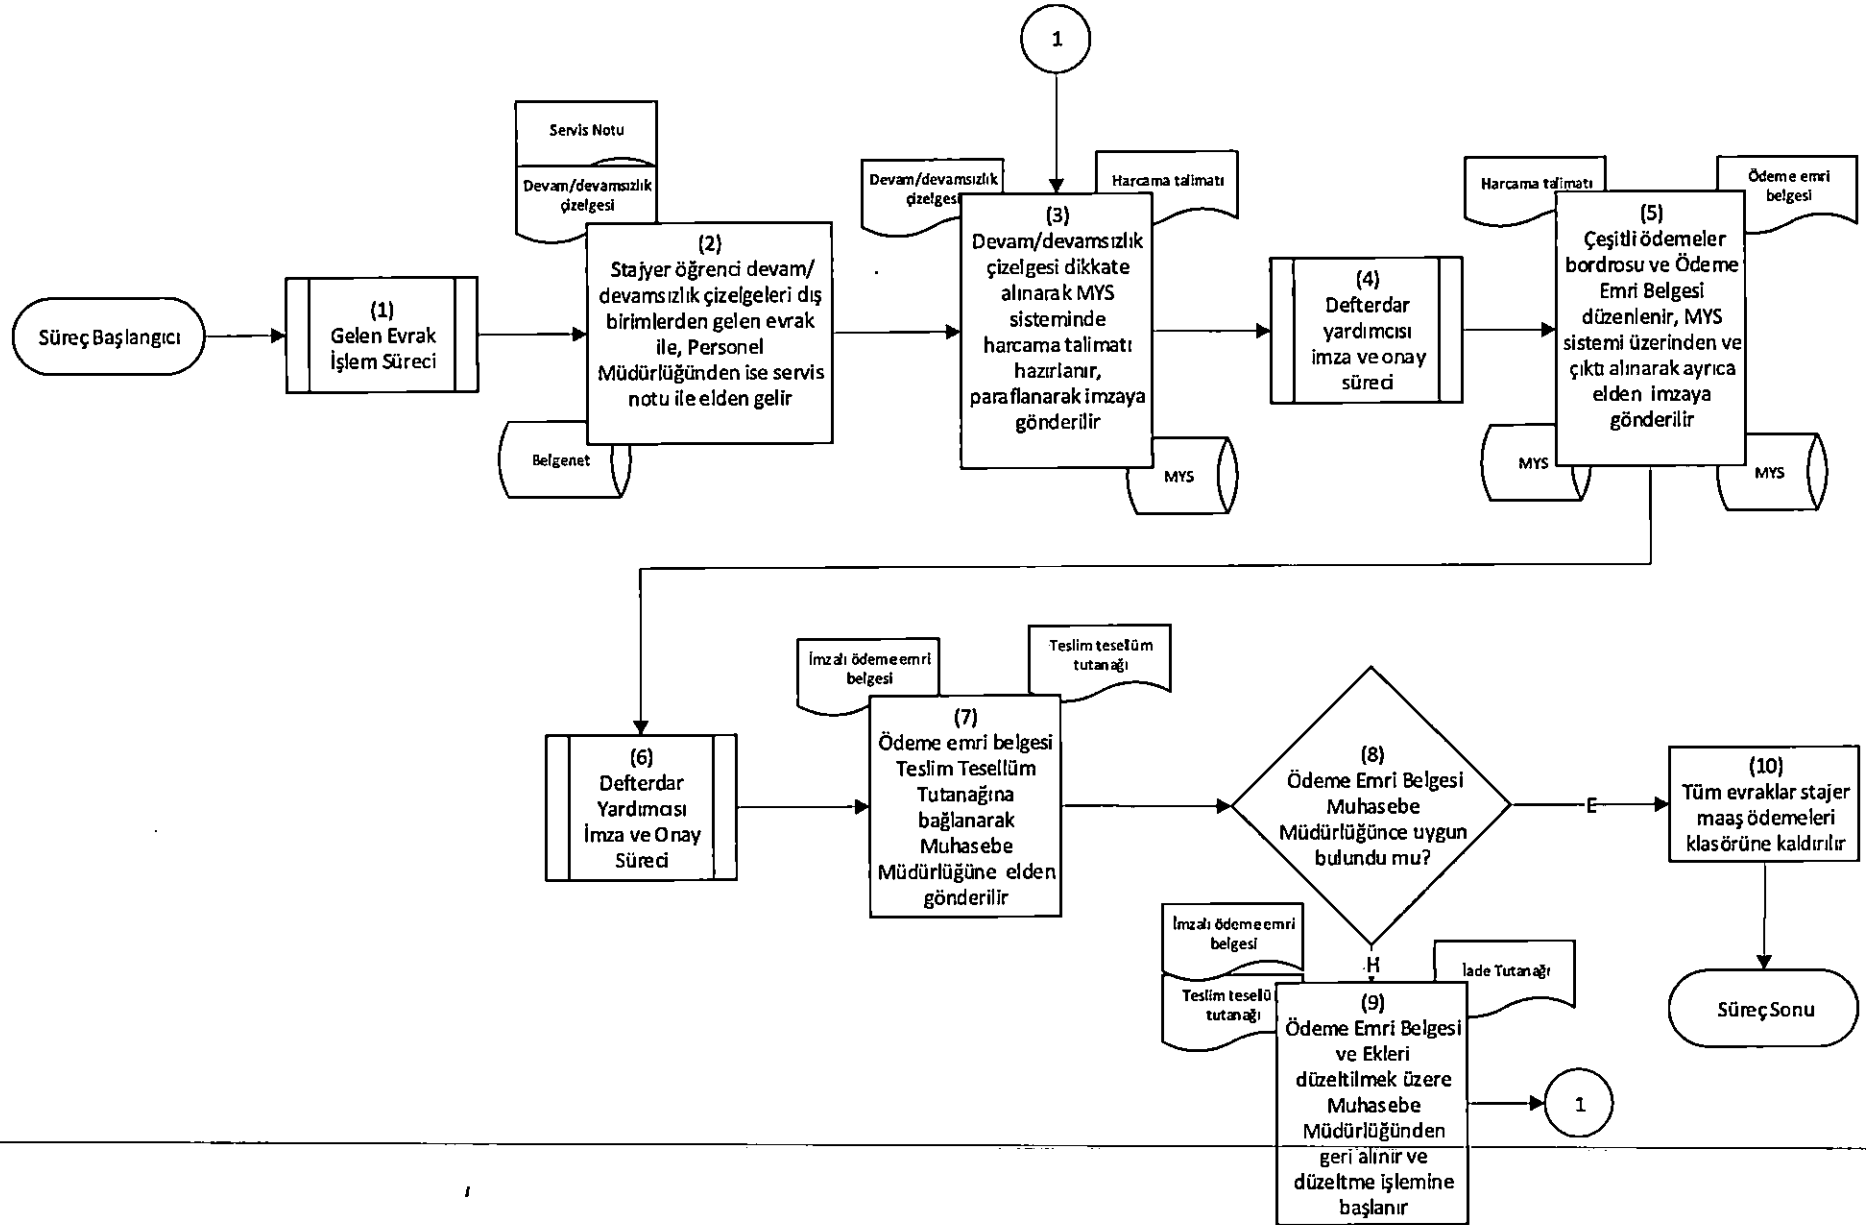 1
Servis Notu
Devam/devamsızlık
çizelgesi
Süreç Başlangıcı
(1)
Gelen Evrak
İşlem Süreci
(2)
Stajyer öğrenci devam/
devamsızlık çizelgeleri dış
birimlerden gelen evrak
ile, Personel
Müdürlüğünden ise servis
notu ile elden gelir
Belgenet
Devam/devamsızlık
çizelgesi
Harcama talimatı
(3)
Devam/devamsızlık
çizelgesi dikkate
alınarak MYS
sisteminde
harcama talimatı
hazırlanır,
paraflanarak imzaya
gönderilir
MYS
(4)
Defterdar
yardımcısı
imza ve onay
süreci
Harcama talimatı
Ödeme emri
belgesi
(5)
Çeşitli ödemeler
bordrosu ve Ödeme
Emri Belgesi
düzenlenir, MYS
sistemi üzerinden ve
çıktı alınarak ayrıca
elden imzaya
gönderilir
MYS
MYS
(6)
Defterdar
Yardımcısı
İmza ve Onay
Süreci
İmzalı ödeme emri
belgesi
Teslim tesellüm
tutanağı
(7)
Ödeme emri belgesi
Teslim Tesellüm
Tutanağına
bağlanarak
Muhasebe
Müdürlüğüne elden
gönderilir
(8)
Ödeme Emri Belgesi
Muhasebe
Müdürlüğünce uygun
bulundu mu?
E
(10)
Tüm evraklar stajer
maaş ödemeleri
klasörüne kaldırılır
Süreç Sonu
H
İmzalı ödeme emri
belgesi
Teslim tesellü
tutanağı
İade Tutanağı
(9)
Ödeme Emri Belgesi
ve Ekleri
düzeltilmek üzere
Muhasebe
Müdürlüğünden
geri alınır ve
düzeltme işlemine
başlanır
1